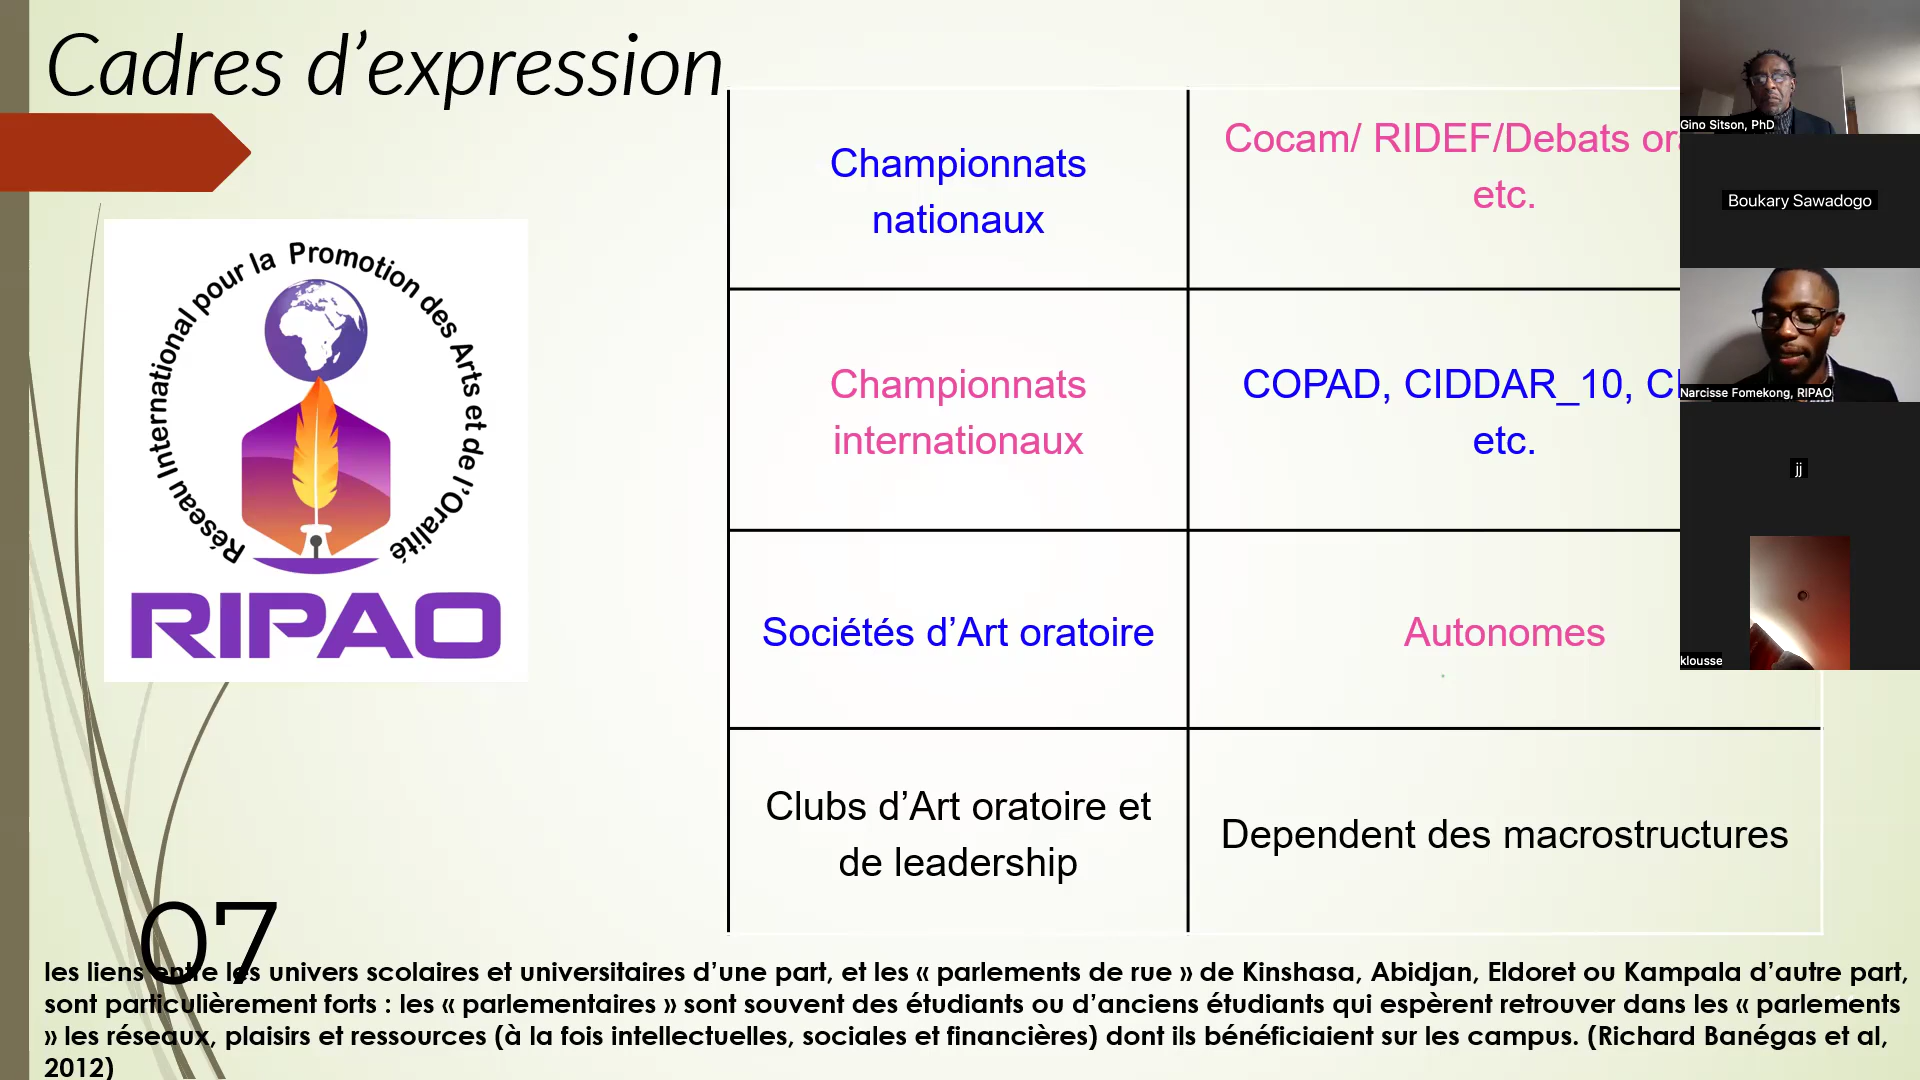 Cadres d’expression
Championnats
nationaux
Cocam/ RIDEF/Debats
etc.
Championnats
internationaux
COPAD, CIDDAR_10,
etc.
Sociétés d’Art oratoire
Autonomes
Clubs d’Art oratoire et
de leadership
Dependent des macrostructures
Réseau International pour la Promotion des Arts et de l’Oralité
RIPAO
07
les liens entre les univers scolaires et universitaires d’une part, et les « parlements de rue » de Kinshasa, Abidjan, Eldoret ou Kampala d’autre part,
sont particulièrement forts : les « parlementaires » sont souvent des étudiants ou d’anciens étudiants qui espèrent retrouver dans les « parlements
» les réseaux, plaisirs et ressources (à la fois intellectuelles, sociales et financières) dont ils bénéficiaient sur les campus. (Richard Banégas et al,
2012)
Gino Sitson, PhD
Boukary Sawadogo
Narcisse Fomekong, RIPAO
jj
klousse